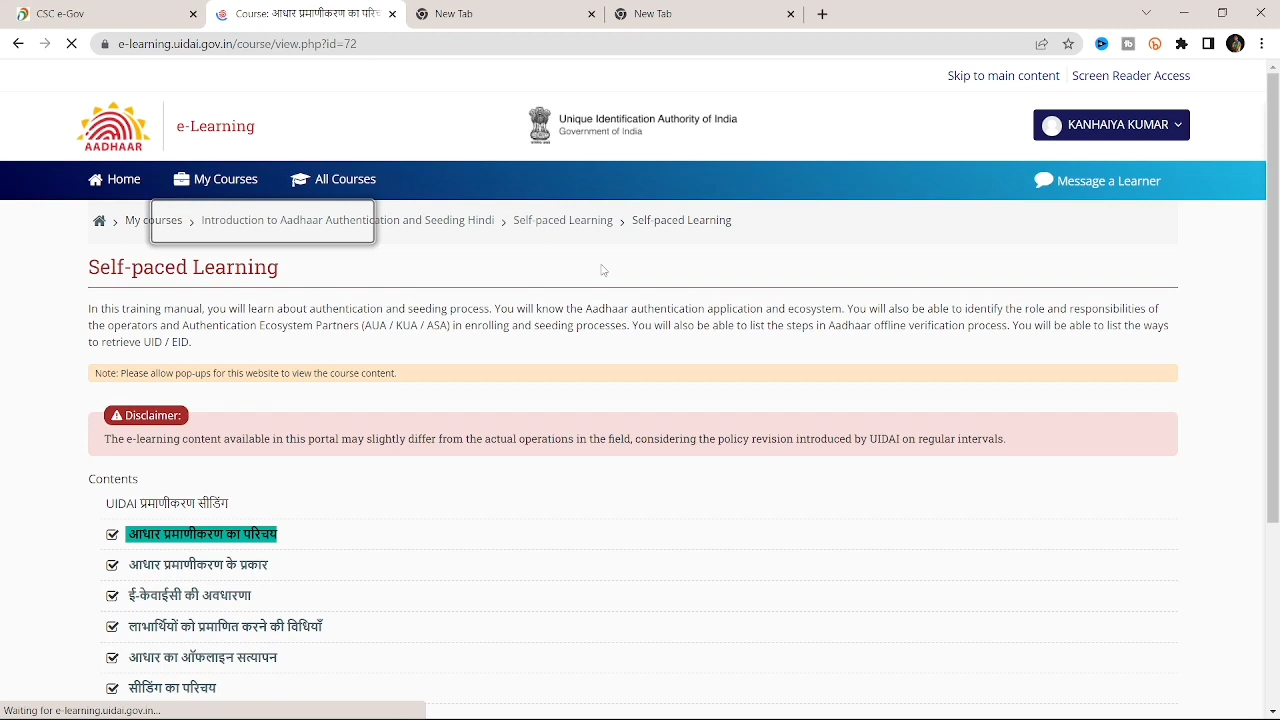 CSC e-Gov
Course: आधार प्रमाणीकरण का परिच
New Tab
New Tab
e-learning.uidai.gov.in/course/view.php?id=72
Skip to main content
Screen Reader Access
AADHAAR
e-Learning
Unique Identification Authority of India
Government of India
KANHAIYA KUMAR
Home
My Courses
All Courses
Message a Learner
My courses > Introduction to Aadhaar Authentication and Seeding Hindi > Self-paced Learning > Self-paced Learning
Self-paced Learning
In this training manual, you will learn about authentication and seeding process. You will know the Aadhaar authentication application and ecosystem. You will also be able to identify the role and responsibilities of
the operators and Authentication Ecosystem Partners (AUA / KUA / ASA) in enrolling and seeding processes. You will also be able to list the steps in Aadhaar offline verification process. You will be able to list the ways
to retrieve UID / EID.
Note: Please allow pop-ups for this website to view the course content.
Disclaimer:
The e-learning content available in this portal may slightly differ from the actual operations in the field, considering the policy revision introduced by UIDAI on regular intervals.
Contents
UIDAI प्रमाणीकरण सीडिंग
आधार प्रमाणीकरण का परिचय
आधार प्रमाणीकरण के प्रकार
ई-केवाईसी की अवधारणा
लाभार्थियों को प्रमाणित करने की विधियाँ
आधार का ऑफलाइन सत्यापन
सीडिंग का परिचय
Waiting for e-learning.uidai.gov.in...